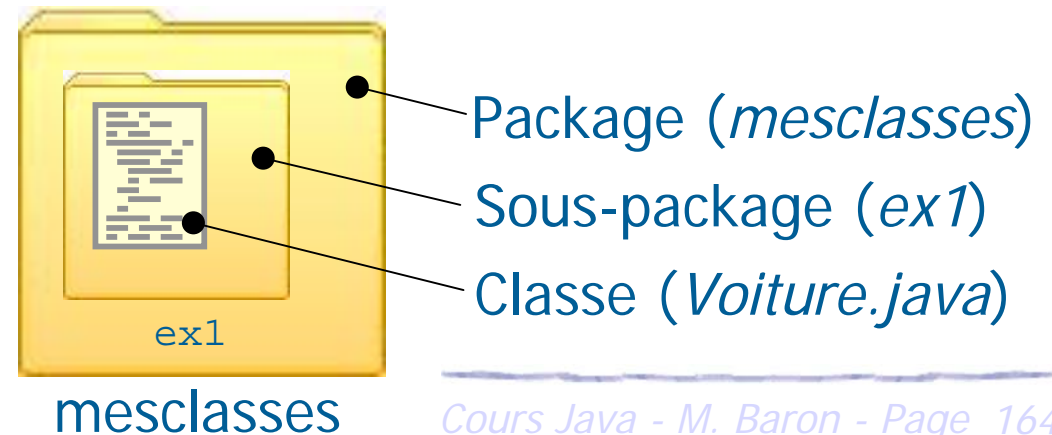 Package (mesclasses)
Sous-package (ex1)
Classe (Voiture.java)
ex1
mesclasses
Cours Java - M. Baron - Page 164